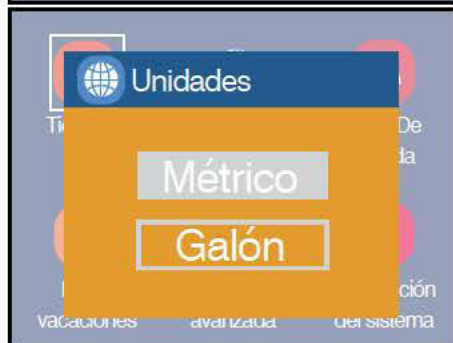 Unidades
Métrico
Galón
De
vacaciones avanzada del sistema